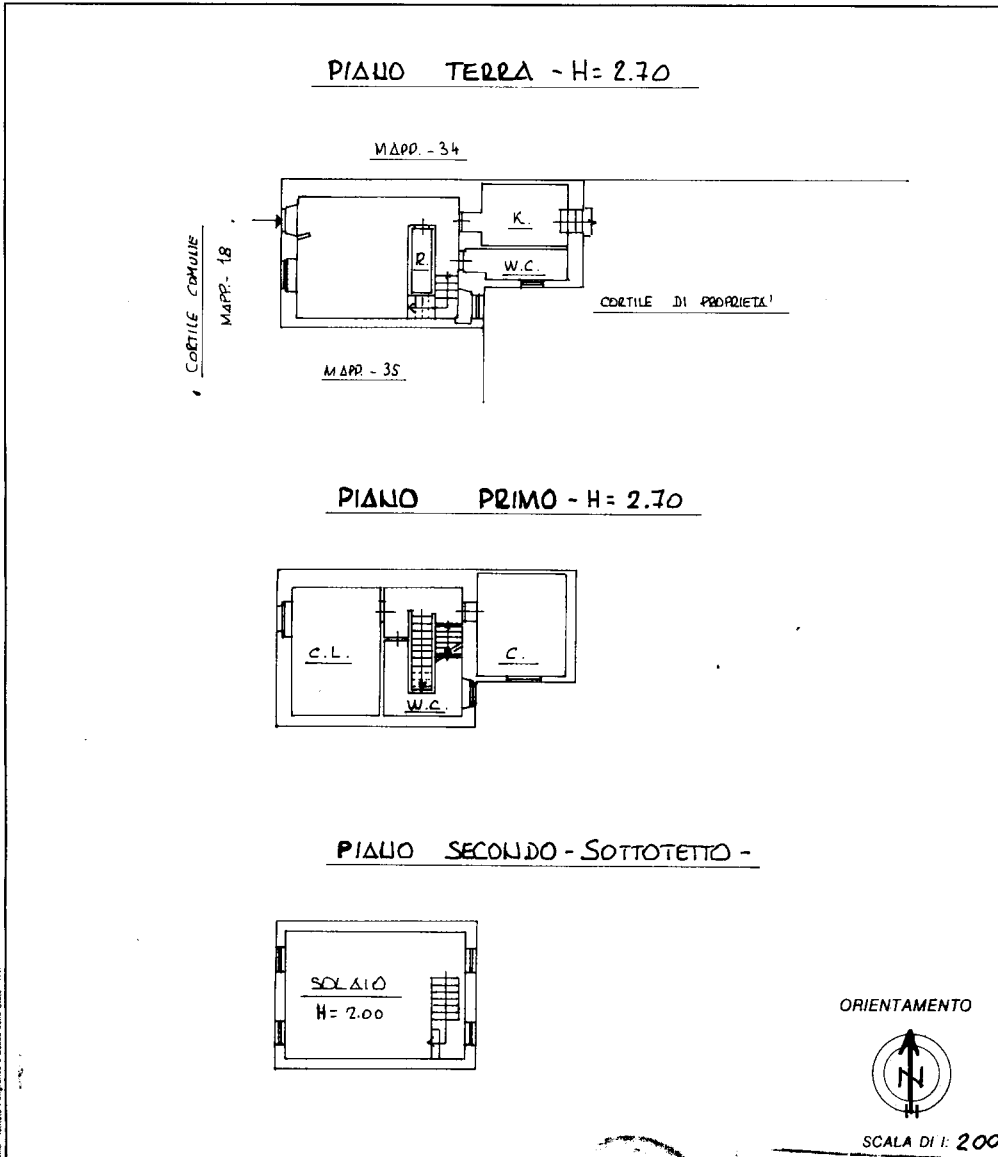 PIANO TERRA - H= 2.70
MAPP. - 34
CORTILE COMUNE
MAPP. - 18
K.
R.
W.C.
CORTILE DI PROPRIETA'
MAPP. - 35
PIANO PRIMO - H= 2.70
C.L.
C.
W.C.
PIANO SECONDO - SOTTOTETTO -
SOLAIO
H= 2.00
ORIENTAMENTO
N
SCALA DI 1: 200